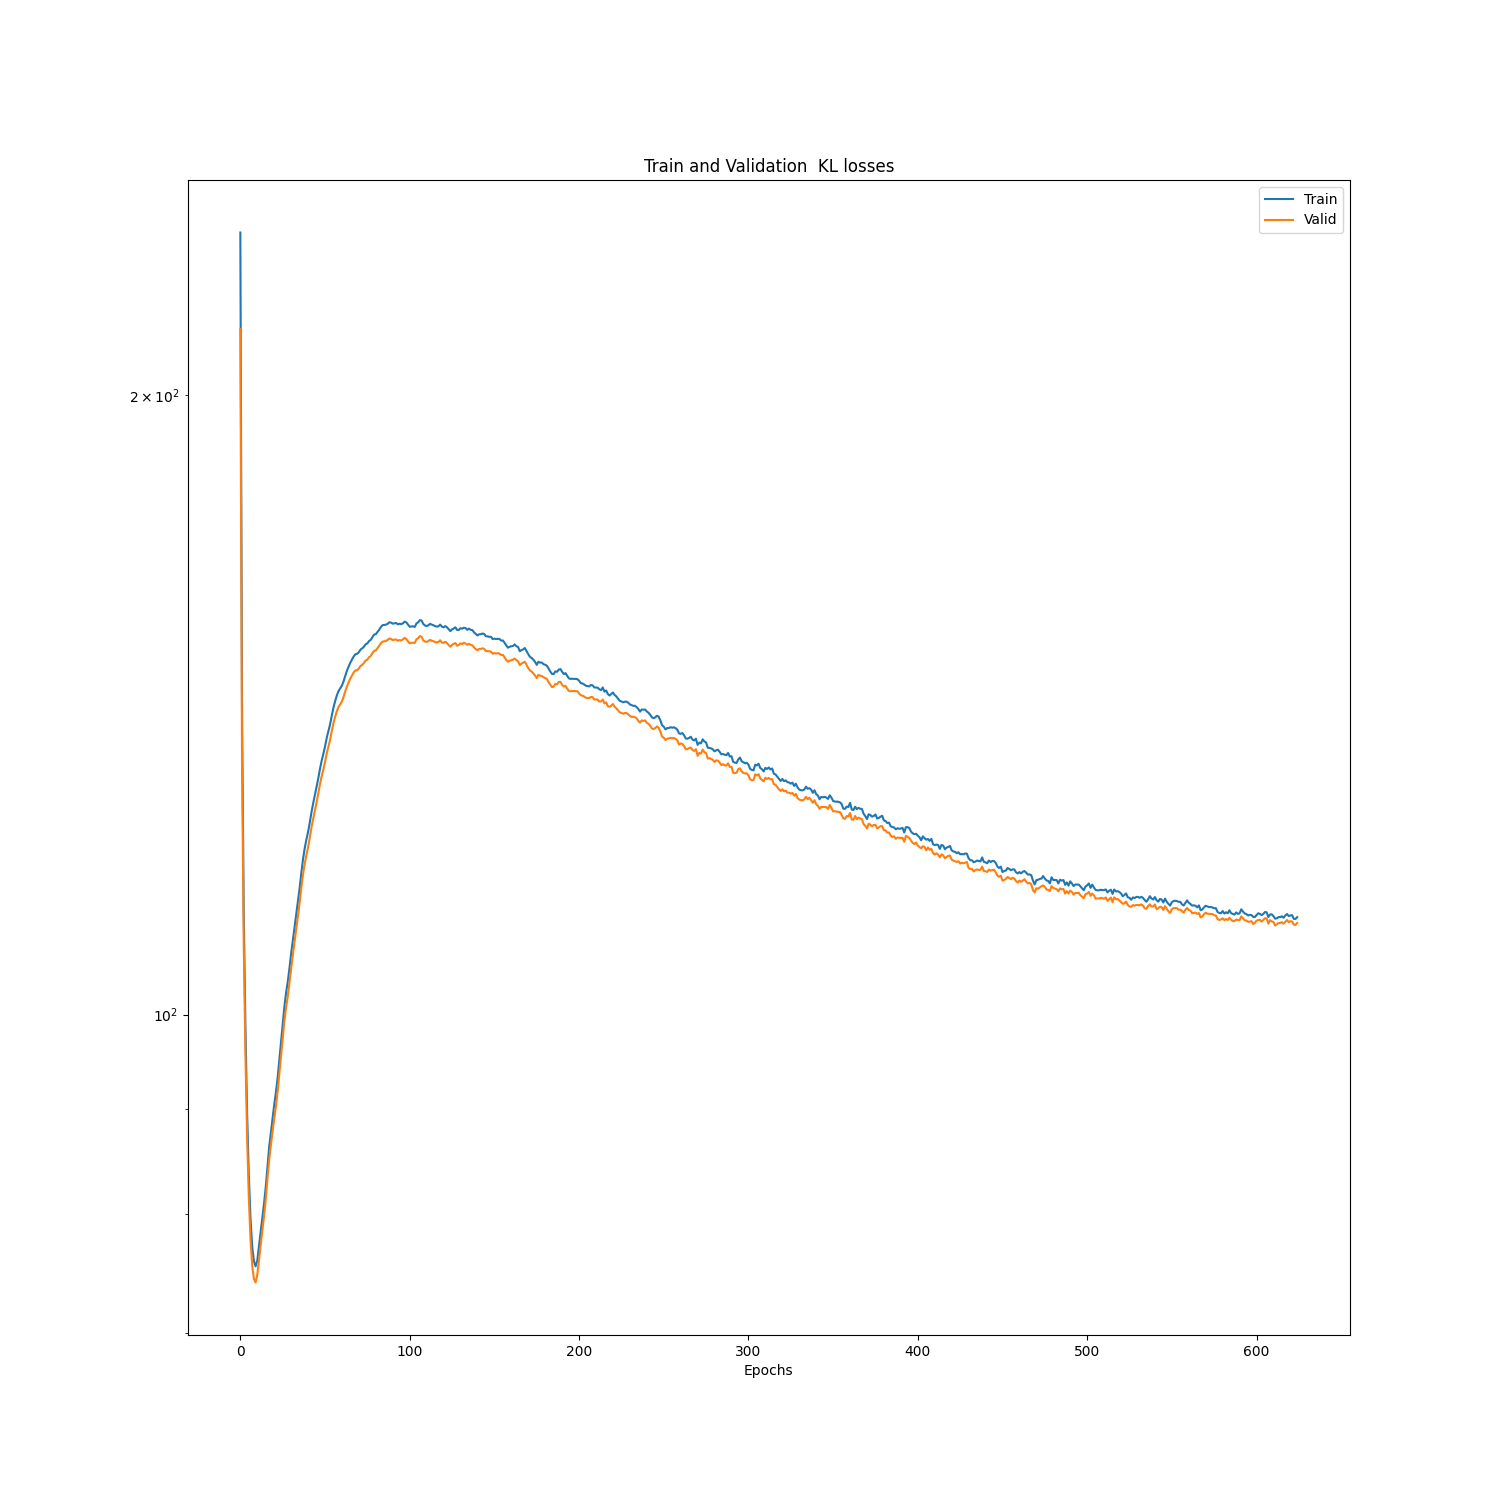 Train and Validation  KL losses
Train
Valid
2 × 10²
10²
0 100 200 300 400 500 600
Epochs